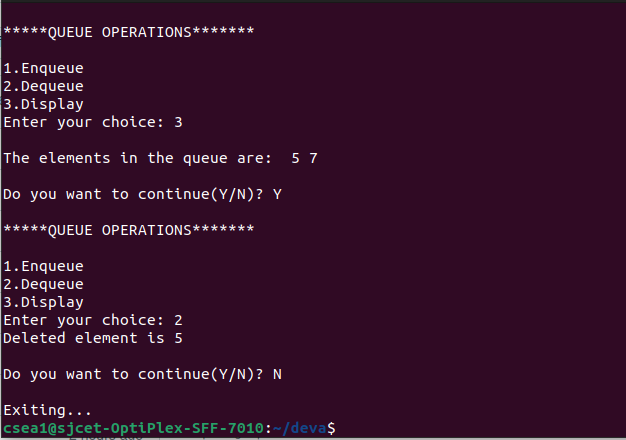 *****QUEUE OPERATIONS*******
1.Enqueue
2.Dequeue
3.Display
Enter your choice: 3
The elements in the queue are:  5 7
Do you want to continue(Y/N)? Y
*****QUEUE OPERATIONS*******
1.Enqueue
2.Dequeue
3.Display
Enter your choice: 2
Deleted element is 5
Do you want to continue(Y/N)? N
Exiting...
csea1@sjcet-OptiPlex-SFF-7010:~/deva$